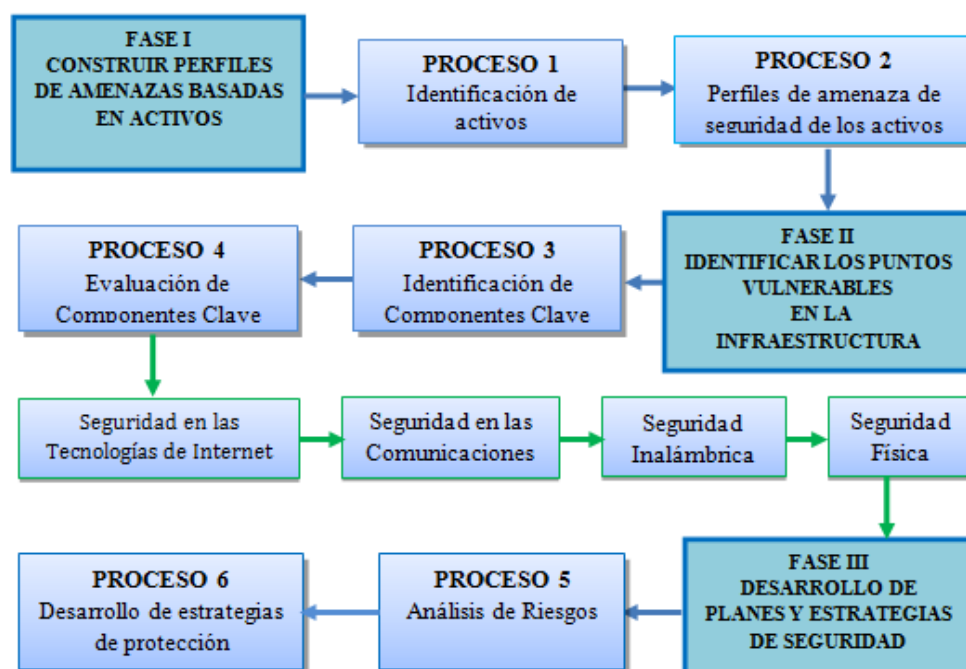 FASE I
CONSTRUIR PERFILES
DE AMENAZAS BASADAS
EN ACTIVOS
PROCESO 1
Identificación de
activos
PROCESO 2
Perfiles de amenaza de
seguridad de los activos
FASE II
IDENTIFICAR LOS PUNTOS
VULNERABLES
EN LA
INFRAESTRUCTURA
PROCESO 3
Identificación de
Componentes Clave
PROCESO 4
Evaluación de
Componentes Clave
Seguridad en las
Tecnologías de Internet
Seguridad en las
Comunicaciones
Seguridad
Inalámbrica
Seguridad
Física
FASE III
DESARROLLO DE
PLANES Y ESTRATEGIAS
DE SEGURIDAD
PROCESO 5
Análisis de Riesgos
PROCESO 6
Desarrollo de estrategias
de protección